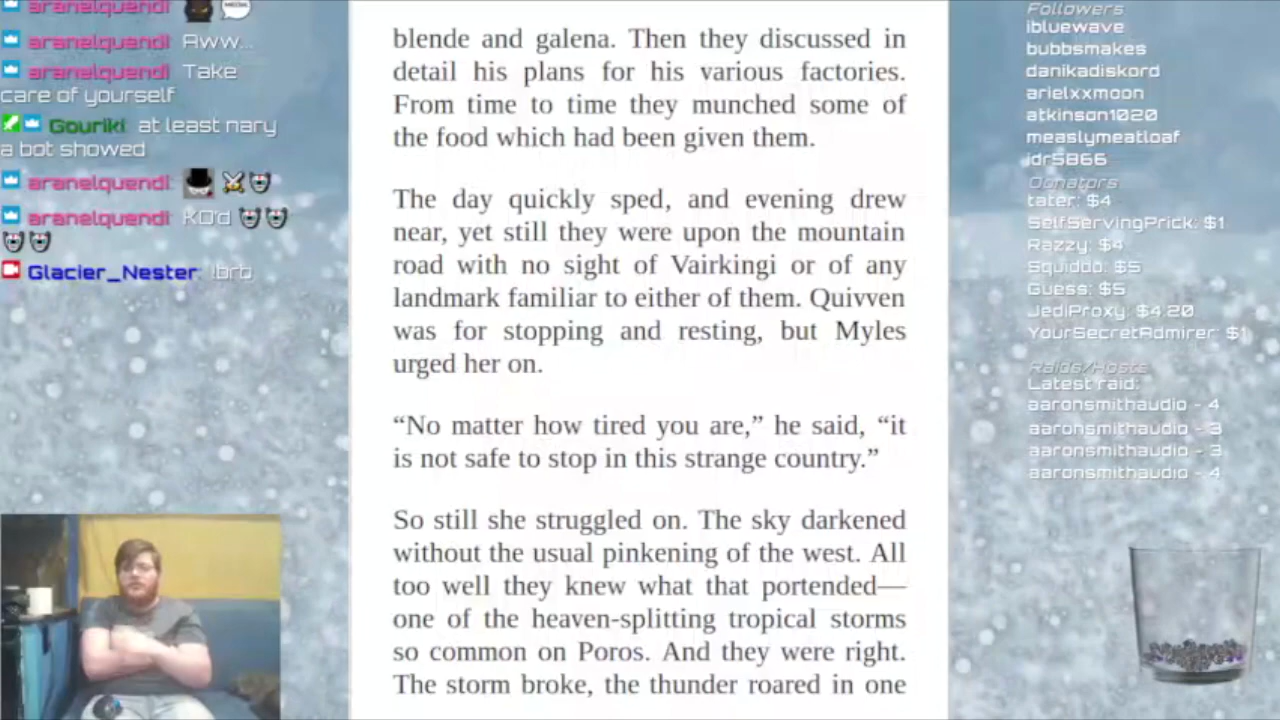 aranelquendi
aranelquendi: Aww...
aranelquendi: Take
care of yourself
Gouriki: at least nary
a bot showed
aranelquendi:
aranelquendi: KO'd
Glacier_Nester: !brb
blende and galena. Then they discussed in
detail his plans for his various factories.
From time to time they munched some of
the food which had been given them.
The day quickly sped, and evening drew
near, yet still they were upon the mountain
road with no sight of Vairkingi or of any
landmark familiar to either of them. Quivven
was for stopping and resting, but Myles
urged her on.
“No matter how tired you are,” he said, “it
is not safe to stop in this strange country.”
So still she struggled on. The sky darkened
without the usual pinkening of the west. All
too well they knew what that portended—
one of the heaven-splitting tropical storms
so common on Poros. And they were right.
The storm broke, the thunder roared in one
Followers
ibluewave
bubbsmakes
danikadiskord
arielxxmoon
atkinson1020
measlymeatloaf
jdr5866
Donators
tater: $4
SelfServingPrick: $1
Razzy: $4
Squiddo: $5
Guess: $5
JediProxy: $4.20
YourSecretAdmirer: $1
Raids/Hosts
Latest raid:
aaronsmithaudio - 4
aaronsmithaudio - 3
aaronsmithaudio - 3
aaronsmithaudio - 4